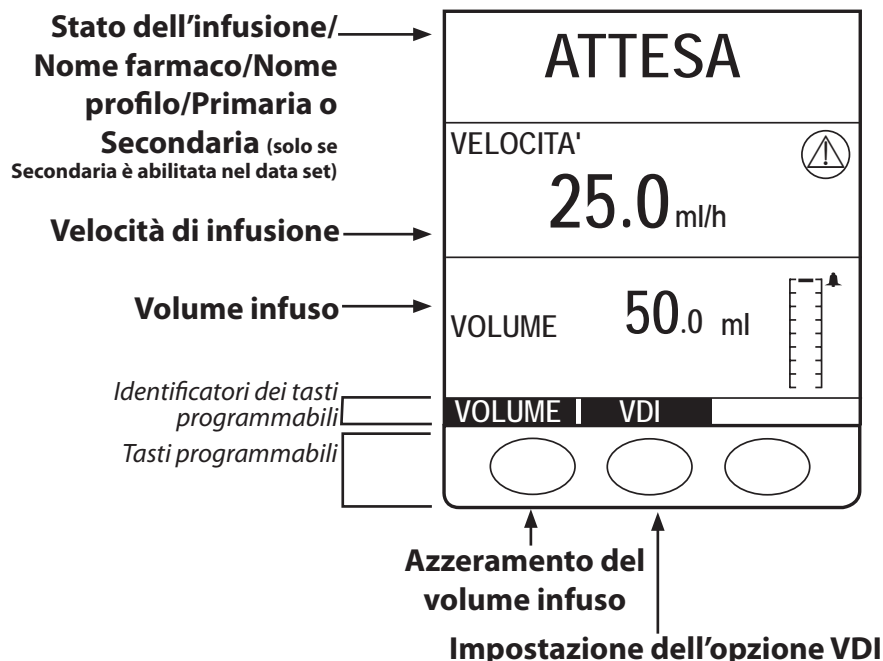 Stato dell’infusione/
Nome farmaco/Nome
profilo/Primaria o
Secondaria (solo se
Secondaria è abilitata nel data set)
ATTESA
VELOCITA'
25.0 ml/h
Velocità di infusione
Volume infuso
VOLUME 50.0 ml
Identificatori dei tasti
programmabili
VOLUME VDI
Tasti programmabili
Azzeramento del
volume infuso
Impostazione dell’opzione VDI